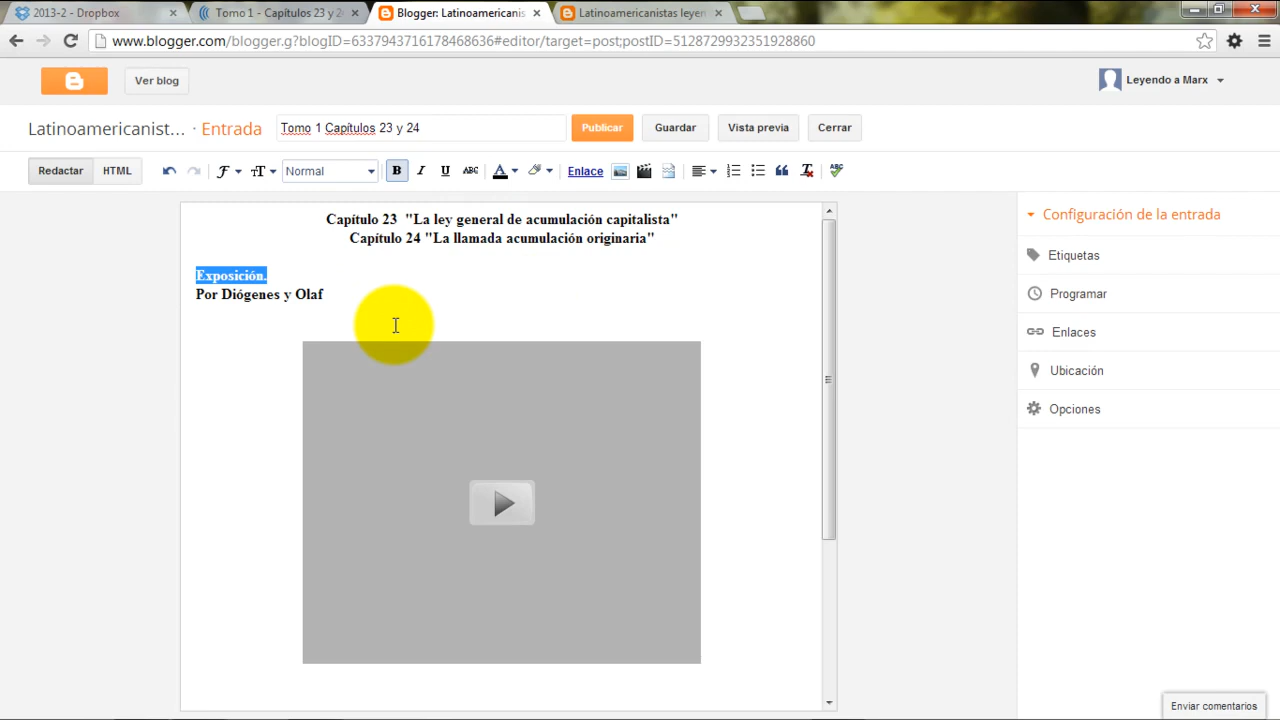 2013-2 - Dropbox
Tomo 1 - Capítulos 23 y 2
Blogger: Latinoamericanis
Latinoamericanistas leyen
www.blogger.com/blogger.g?blogID=6337943716178468636#editor/target=post;postID=5128729932351928860
Ver blog
Leyendo a Marx
Latinoamericanist... · Entrada
Tomo 1 Capítulos 23 y 24
Publicar
Guardar
Vista previa
Cerrar
Redactar
HTML
Normal
B
I
U
ABC
A
Enlace
ABC
Capítulo 23 "La ley general de acumulación capitalista"
Capítulo 24 "La llamada acumulación originaria"
Exposición.
Por Diógenes y Olaf
Configuración de la entrada
Etiquetas
Programar
Enlaces
Ubicación
Opciones
Enviar comentarios